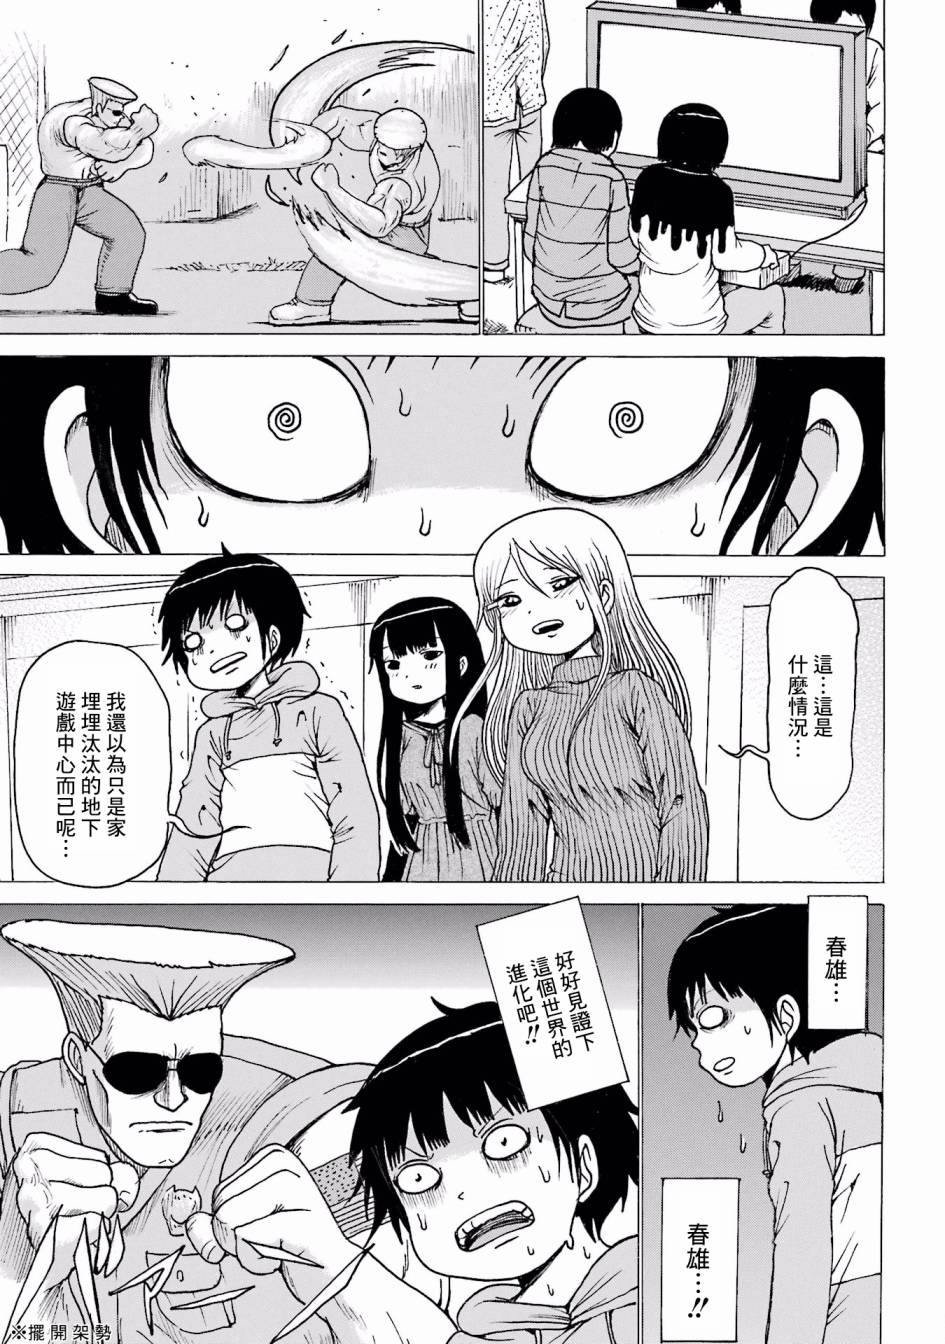 這…這是
什麼情況…
我還以為只是家
埋埋汰汰的地下
遊戲中心而已呢…
春雄…
春雄…!!
好好見證下
這個世界的
進化吧!!
※擺開架勢